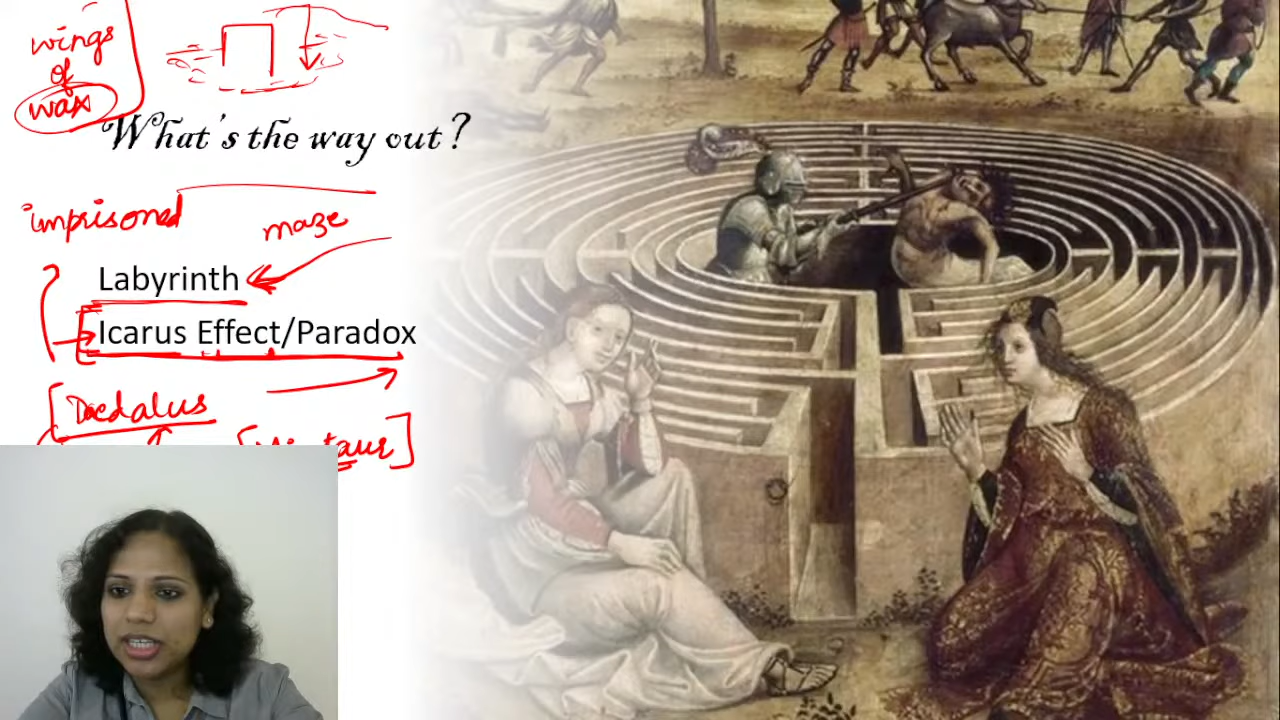 wings
of
wax
What's the way out?
imprisoned
maze
Labyrinth
Icarus Effect/Paradox
Daedalus